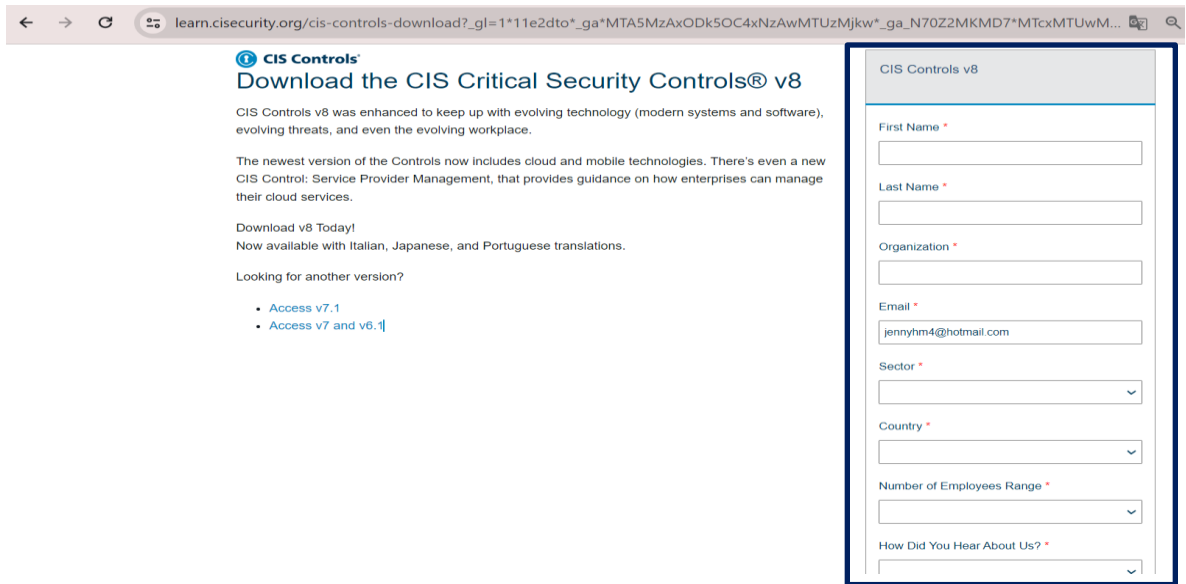 learn.cisecurity.org/cis-controls-download?_gl=1*11e2dto*_ga*MTA5MzAxODk5OC4xNzAwMTUzMjkw*_ga_N70Z2MKMD7*MTcxMTUwM...
CIS Controls®
Download the CIS Critical Security Controls® v8
CIS Controls v8 was enhanced to keep up with evolving technology (modern systems and software),
evolving threats, and even the evolving workplace.
The newest version of the Controls now includes cloud and mobile technologies. There's even a new
CIS Control: Service Provider Management, that provides guidance on how enterprises can manage
their cloud services.
Download v8 Today!
Now available with Italian, Japanese, and Portuguese translations.
Looking for another version?
• Access v7.1
• Access v7 and v6.1
CIS Controls v8
First Name *
Last Name *
Organization *
Email *
jennyhm4@hotmail.com
Sector *
Country *
Number of Employees Range *
How Did You Hear About Us? *